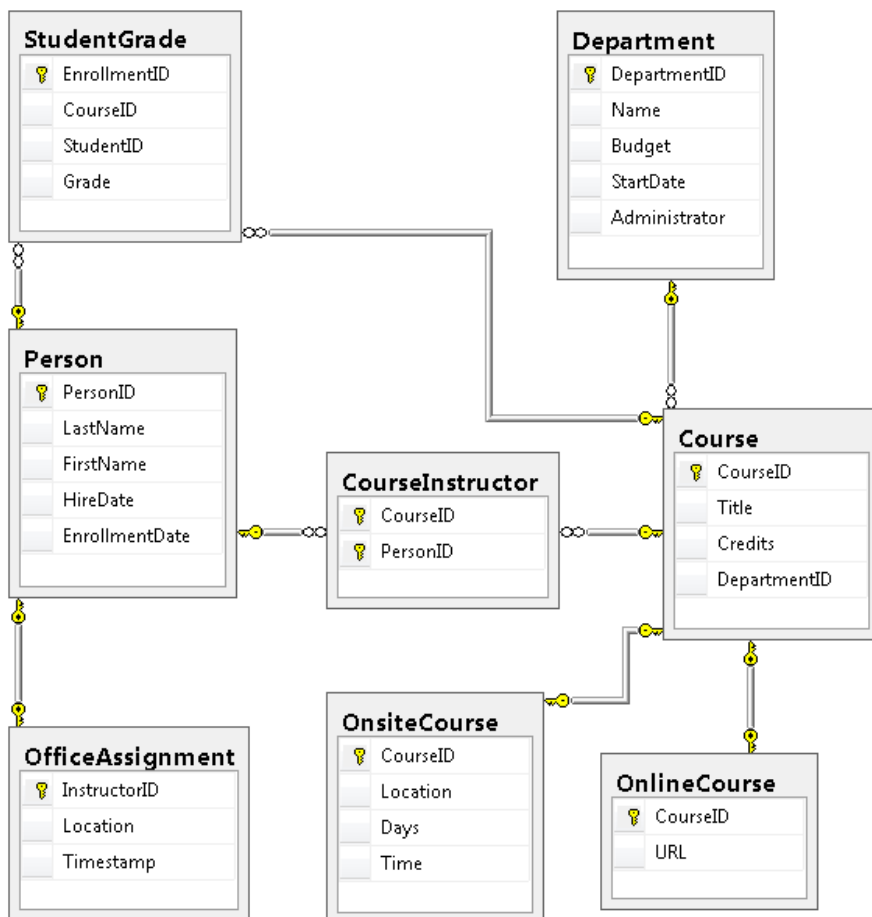 StudentGrade
EnrollmentID
CourseID
StudentID
Grade
Department
DepartmentID
Name
Budget
StartDate
Administrator
Person
PersonID
LastName
FirstName
HireDate
EnrollmentDate
CourseInstructor
CourseID
PersonID
Course
CourseID
Title
Credits
DepartmentID
OfficeAssignment
InstructorID
Location
Timestamp
OnsiteCourse
CourseID
Location
Days
Time
OnlineCourse
CourseID
URL